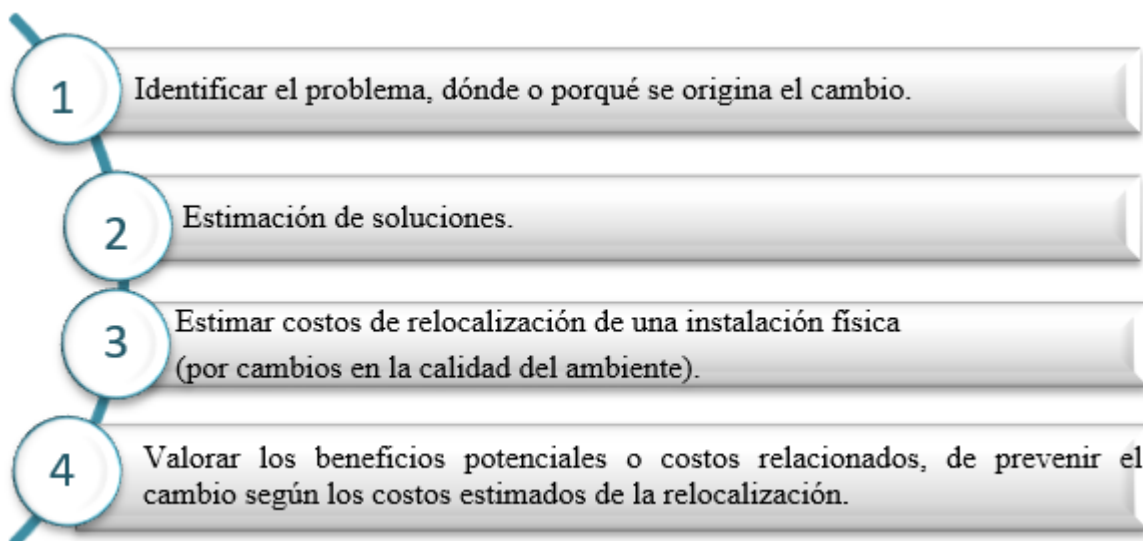 1
Identificar el problema, dónde o porqué se origina el cambio.
2
Estimación de soluciones.
3
Estimar costos de relocalización de una instalación física
(por cambios en la calidad del ambiente).
4
Valorar los beneficios potenciales o costos relacionados, de prevenir el
cambio según los costos estimados de la relocalización.